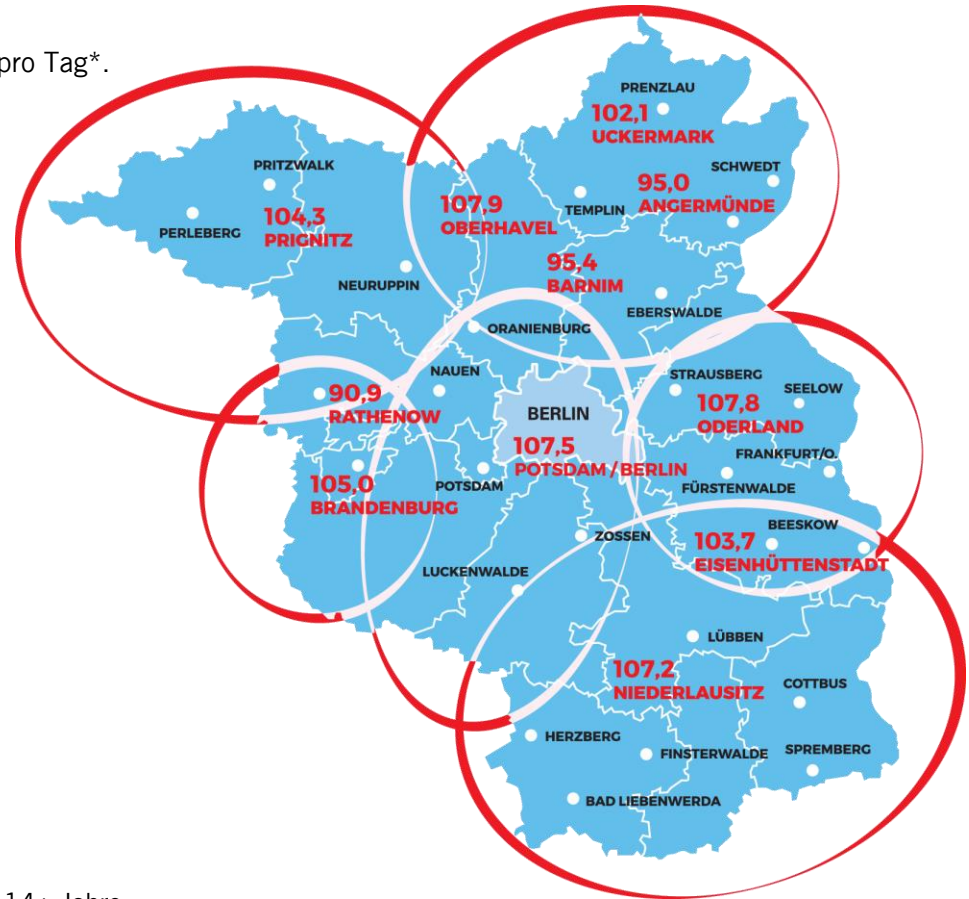 pro Tag*.
PRENZLAU
102,1
UCKERMARK
PRITZWALK
SCHWEDT
95,0
ANGERMÜNDE
TEMPLIN
107,9
OBERHAVEL
104,3
PRIGNITZ
PERLEBERG
95,4
BARNIM
NEURUPPIN
EBERSWALDE
ORANIENBURG
NAUEN
STRAUSBERG
SEELOW
90,9
RATHENOW
107,8
ODERLAND
BERLIN
107,5
POTSDAM / BERLIN
FRANKFURT/O.
105,0
BRANDENBURG
POTSDAM
FÜRSTENWALDE
BEESKOW
ZOSSEN
103,7
EISENHÜTTENSTADT
LUCKENWALDE
LÜBBEN
107,2
NIEDERLAUSITZ
COTTBUS
HERZBERG
FINSTERWALDE
SPREMBERG
BAD LIEBENWERDA